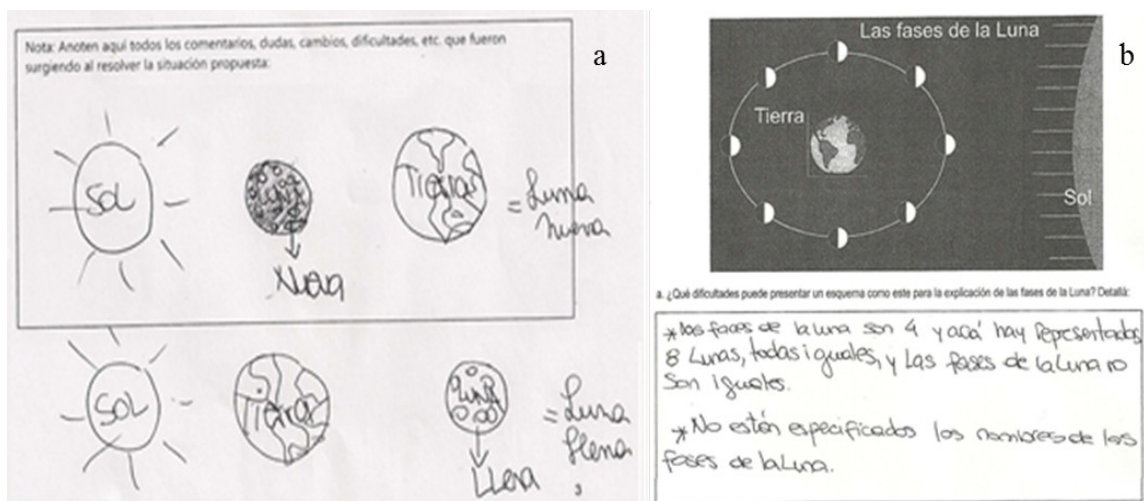 Nota: Anoten aquí todos los comentarios, dudas, cambios, dificultades, etc. que fueron
surgiendo al resolver la situación propuesta:
a
SOL
Luna
Tierra
= Luna
nueva
Nueva
SOL
Tierra
Luna
= Luna
llena
Llena
b
Las fases de la Luna
Tierra
Sol
a. ¿Qué dificultades puede presentar un esquema como este para la explicación de las fases de la Luna? Detallá:
* las fases de la luna son 4 y acá hay representadas
8 Lunas, todas iguales, y Las fases de la Luna no
son iguales.
* No están especificados los nombres de las
fases de la Luna.